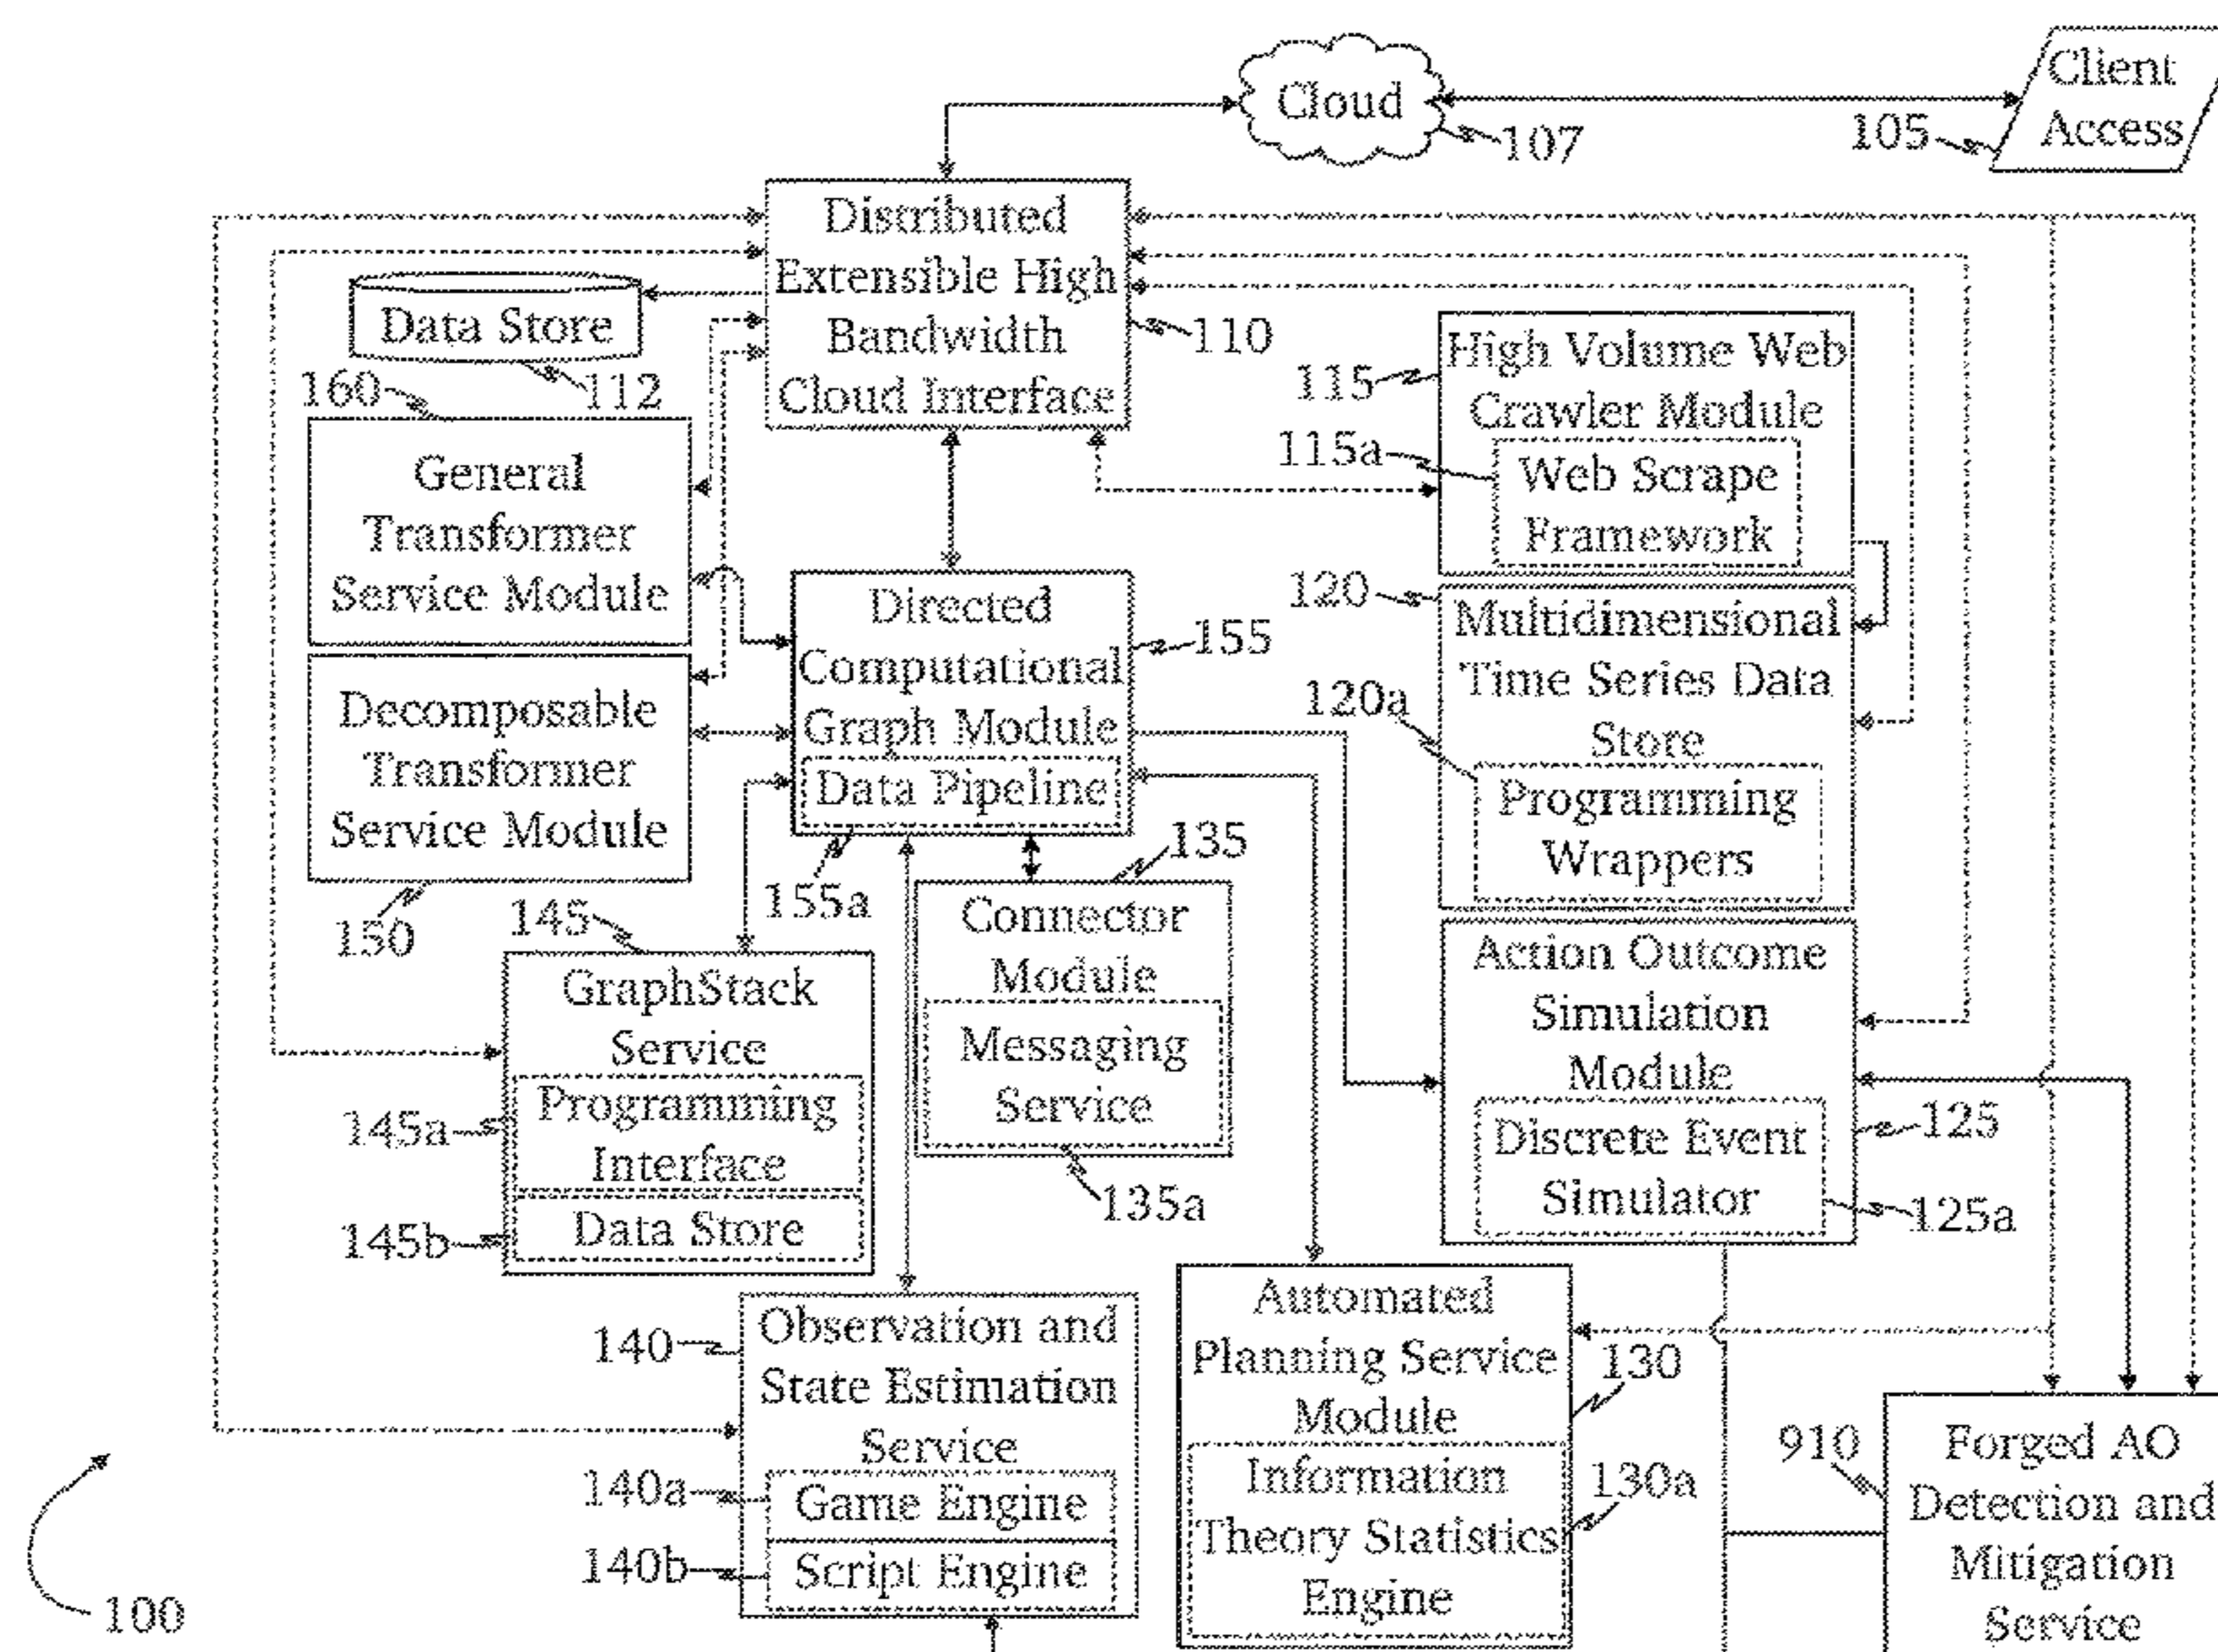 Client
Access
105
Cloud
107
Distributed
Extensible High
Bandwidth
Cloud Interface
110
Data Store
112
160
General
Transformer
Service Module
Decomposable
Transformer
Service Module
150
Directed
Computational
Graph Module
Data Pipeline
155
155a
115
High Volume Web
Crawler Module
115a
Web Scrape
Framework
120
Multidimensional
Time Series Data
Store
120a
Programming
Wrappers
135
Connector
Module
Messaging
Service
135a
145
GraphStack
Service
145a
Programming
Interface
145b
Data Store
Action Outcome
Simulation
Module
125
Discrete Event
Simulator
125a
140
Observation and
State Estimation
Service
140a
Game Engine
140b
Script Engine
Automated
Planning Service
Module
130
Information
Theory Statistics
Engine
130a
910
Forged AO
Detection and
Mitigation
Service
100